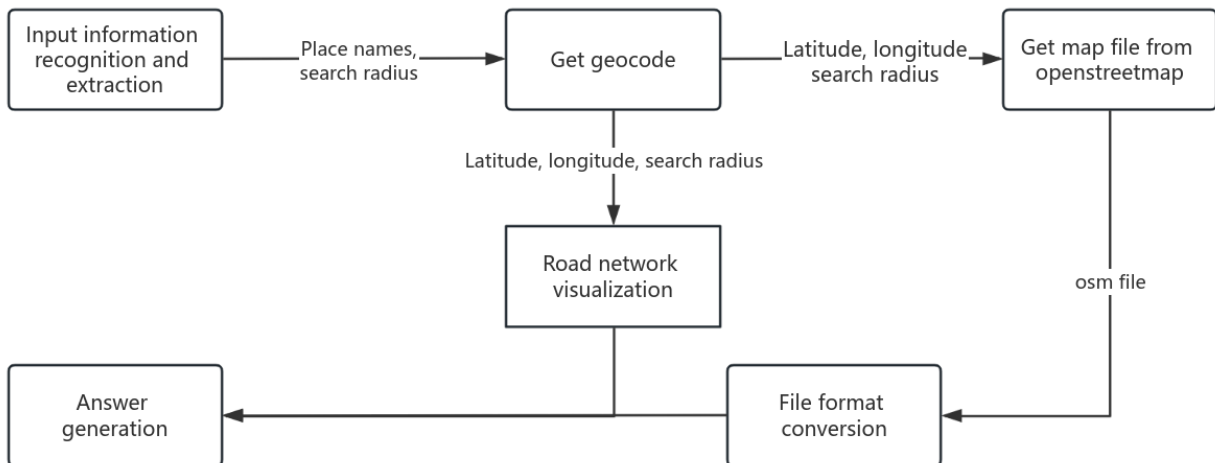 Input information
recognition and
extraction
Place names,
search radius
Get geocode
Latitude, longitude
search radius
Get map file from
openstreetmap
Latitude, longitude, search radius
Road network
visualization
osm file
Answer
generation
File format
conversion